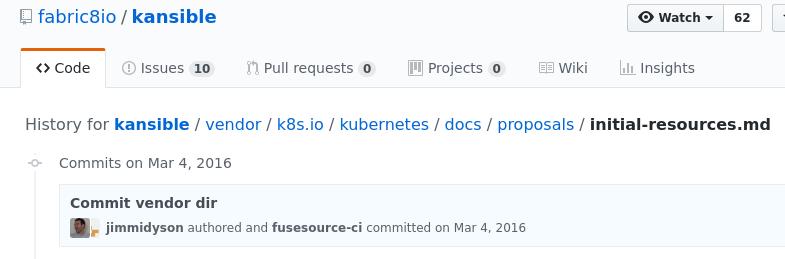 fabric8io / kansible Watch 62
Code Issues 10 Pull requests 0 Projects 0 Wiki Insights
History for kansible / vendor / k8s.io / kubernetes / docs / proposals / initial-resources.md
Commits on Mar 4, 2016
Commit vendor dir
jimmidyson authored and fusesource-ci committed on Mar 4, 2016